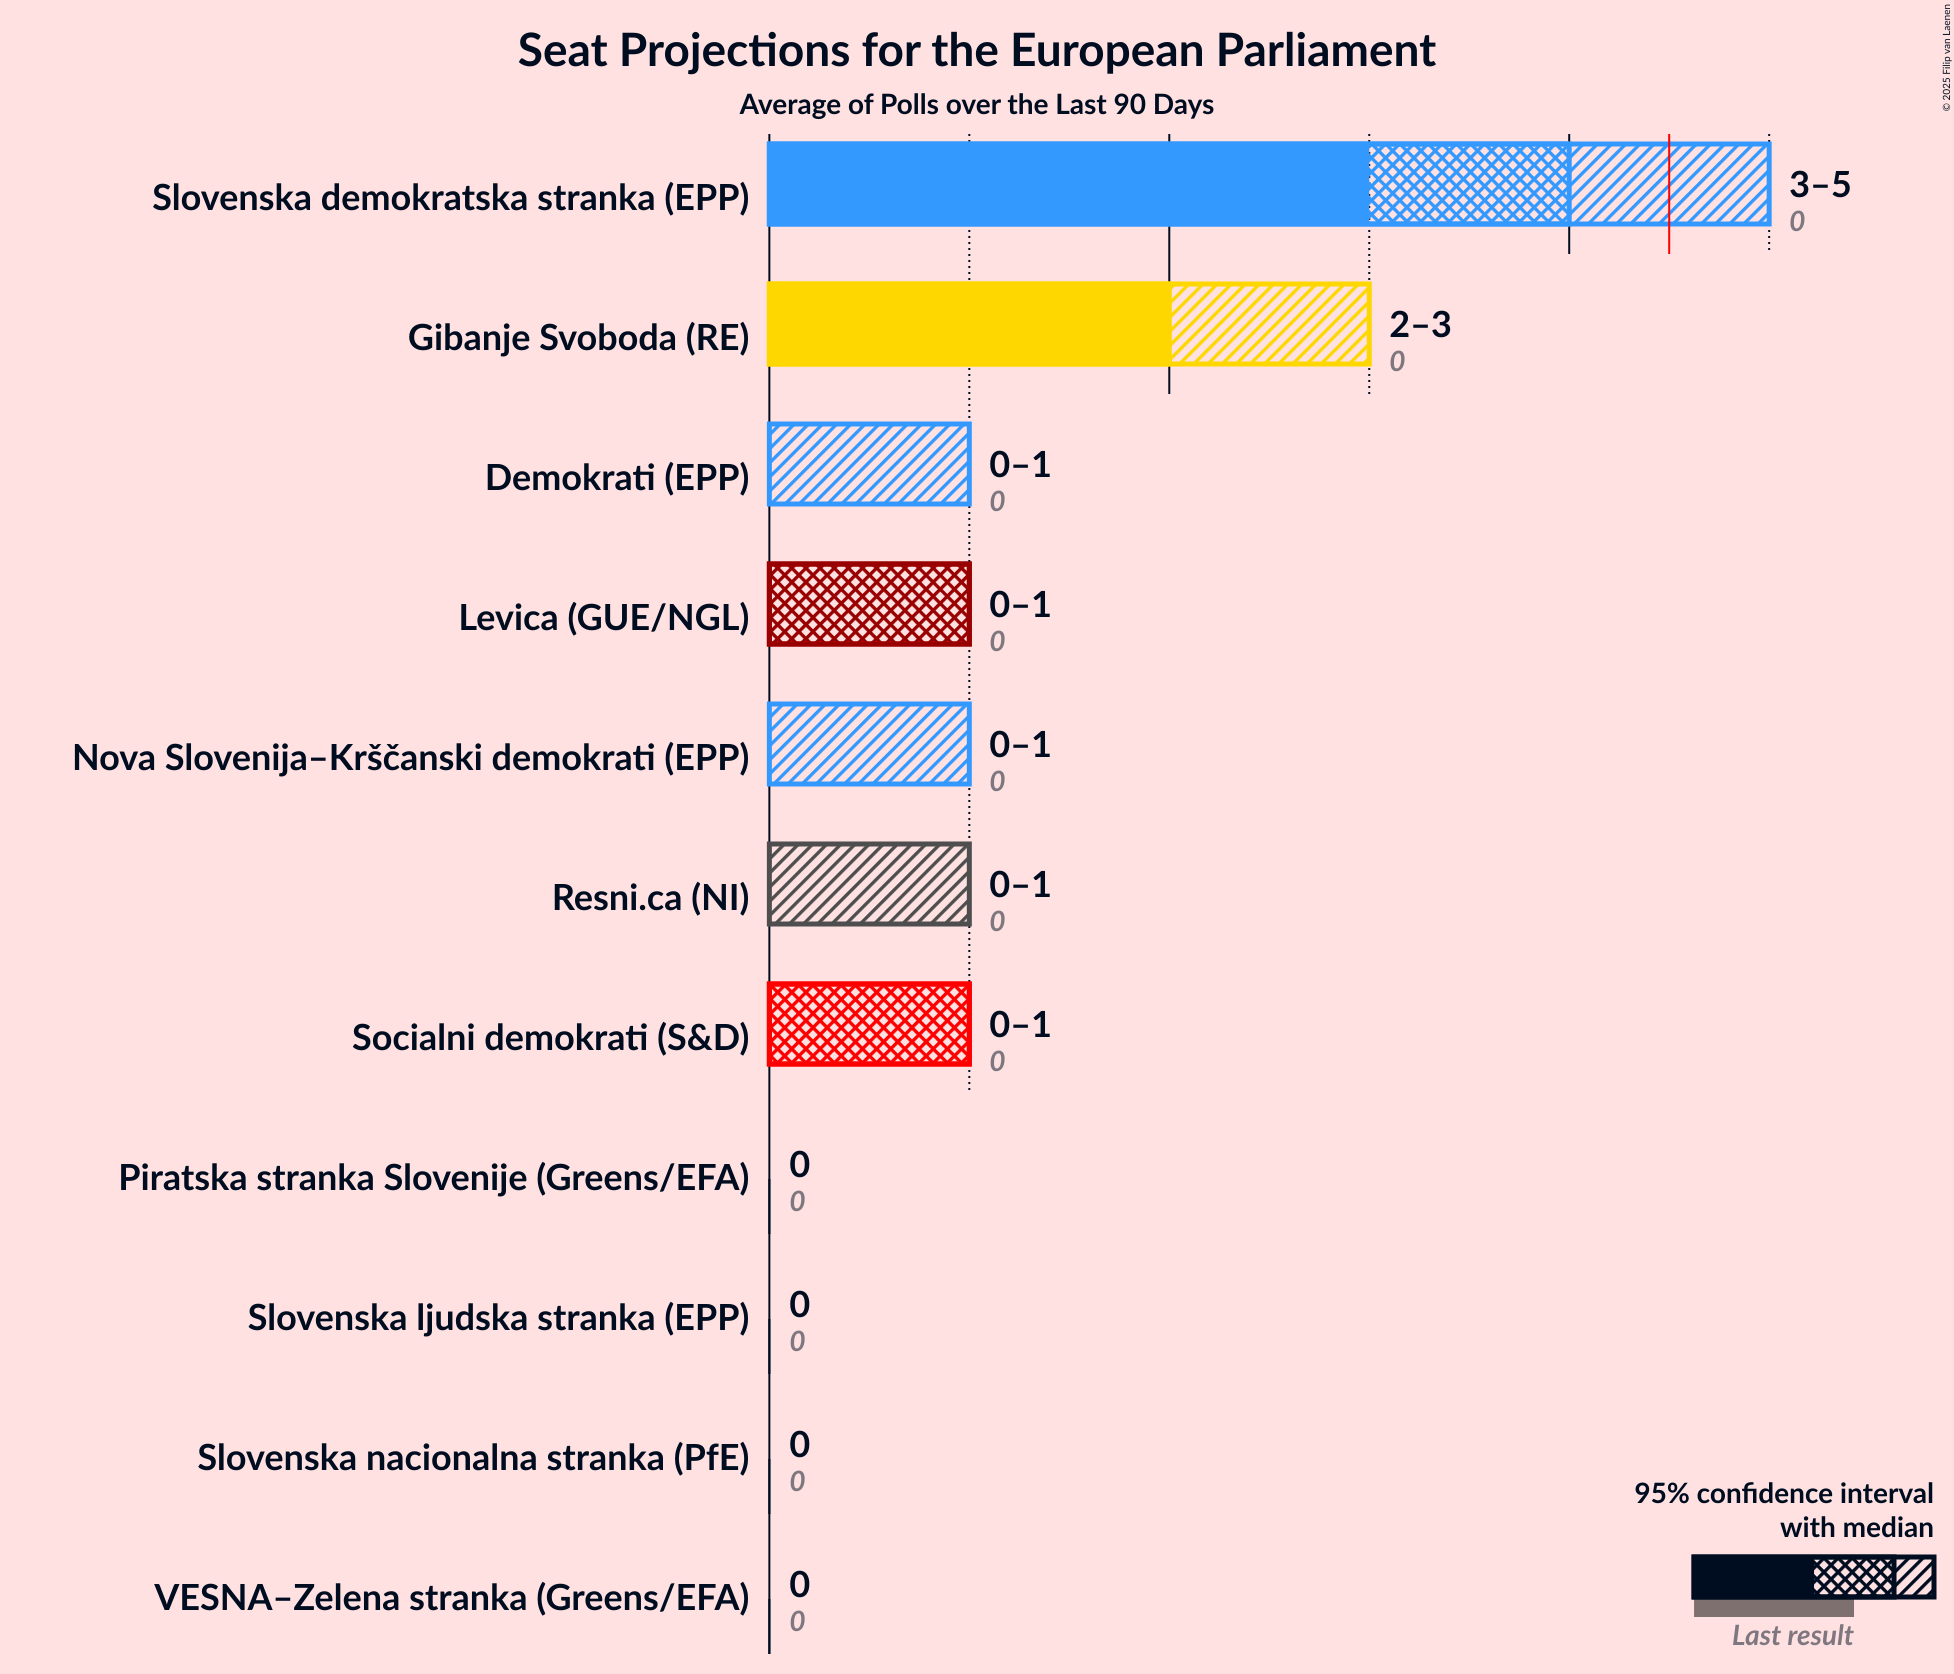 Seat Projections for the European Parliament
Average of Polls over the Last 90 Days
© 2025 Filip van Laenen
Slovenska demokratska stranka (EPP)
3–5
0
Gibanje Svoboda (RE)
2–3
0
Demokrati (EPP)
0–1
0
Levica (GUE/NGL)
0–1
0
Nova Slovenija–Krščanski demokrati (EPP)
0–1
0
Resni.ca (NI)
0–1
0
Socialni demokrati (S&D)
0–1
0
Piratska stranka Slovenije (Greens/EFA)
0
0
Slovenska ljudska stranka (EPP)
0
0
Slovenska nacionalna stranka (PfE)
0
0
VESNA–Zelena stranka (Greens/EFA)
0
0
95% confidence interval
with median
Last result